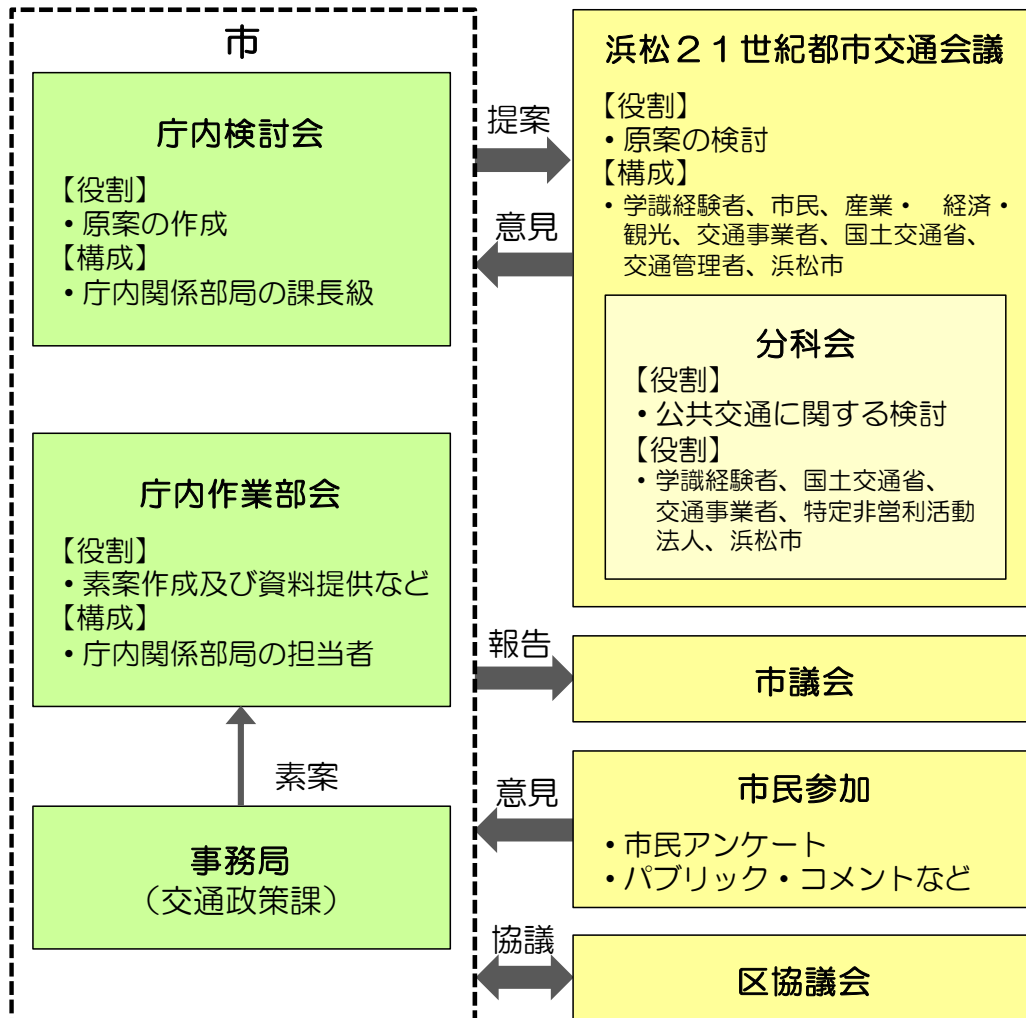 市
庁内検討会
【役割】
・原案の作成
【構成】
・庁内関係部局の課長級
庁内作業部会
【役割】
・素案作成及び資料提供など
【構成】
・庁内関係部局の担当者
素案
事務局
（交通政策課）
提案
意見
報告
意見
協議
浜松２１世紀都市交通会議
【役割】
・原案の検討
【構成】
・学識経験者、市民、産業・　経済・
観光、交通事業者、国土交通省、
交通管理者、浜松市
分科会
【役割】
・公共交通に関する検討
【役割】
・学識経験者、国土交通省、
交通事業者、特定非営利活動
法人、浜松市
市議会
市民参加
・市民アンケート
・パブリック・コメントなど
区協議会